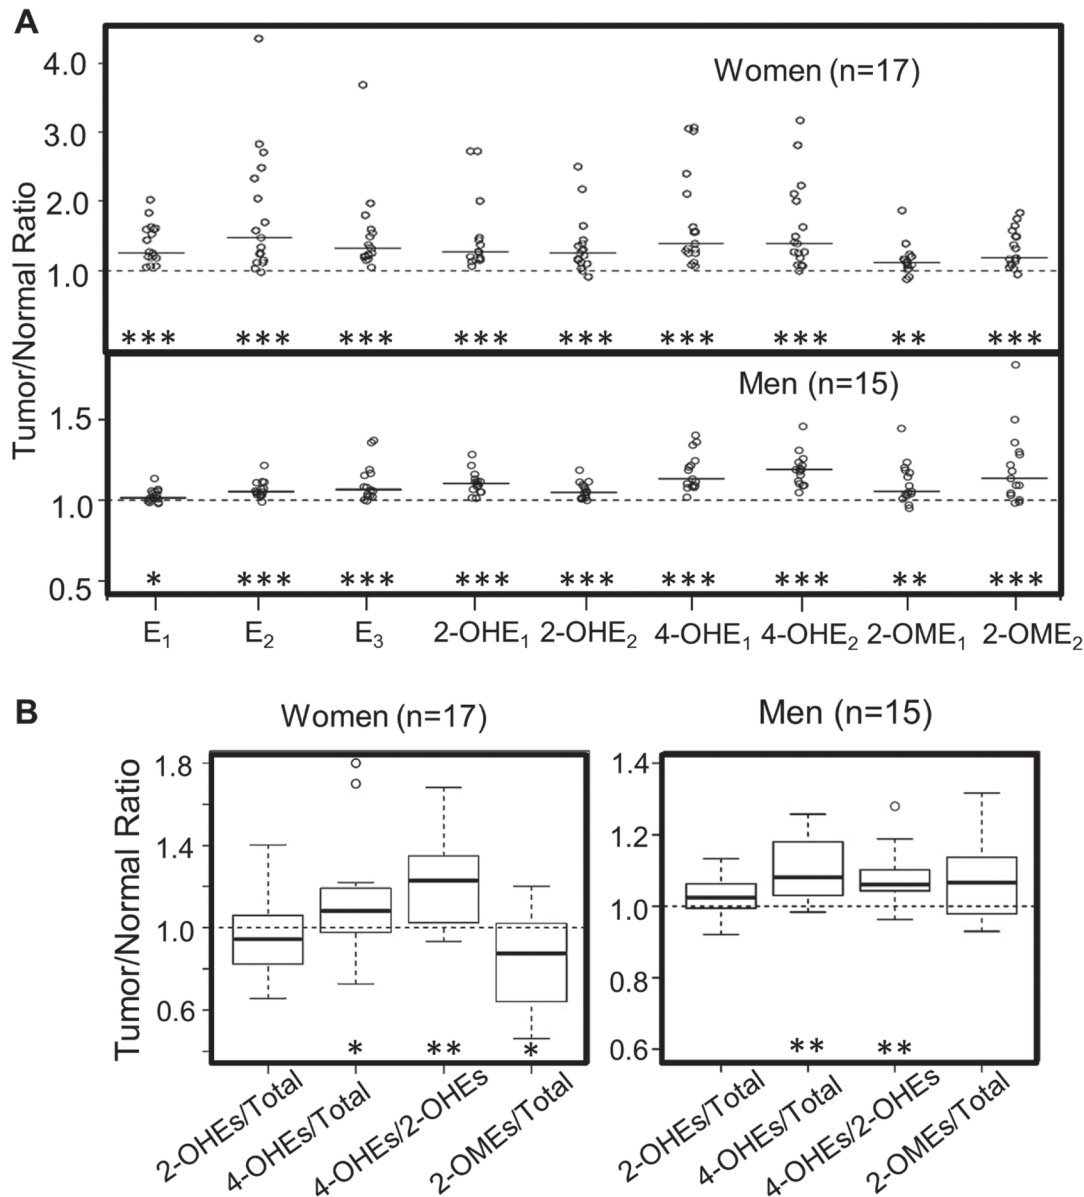 A
Women (n=17)
4.0
3.0
2.0
1.0
*** *** *** *** *** *** *** ** ***
Tumor/Normal Ratio
Men (n=15)
1.5
1.0
0.5
* *** *** *** *** *** *** ** ***
E₁ E₂ E₃ 2-OHE₁ 2-OHE₂ 4-OHE₁ 4-OHE₂ 2-OME₁ 2-OME₂
B
Women (n=17)
Tumor/Normal Ratio
1.8
1.4
1.0
0.6
* ** *
2-OHEs/Total
4-OHEs/Total
4-OHEs/2-OHEs
2-OMEs/Total
Men (n=15)
1.4
1.2
1.0
0.8
0.6
** **
2-OHEs/Total
4-OHEs/Total
4-OHEs/2-OHEs
2-OMEs/Total